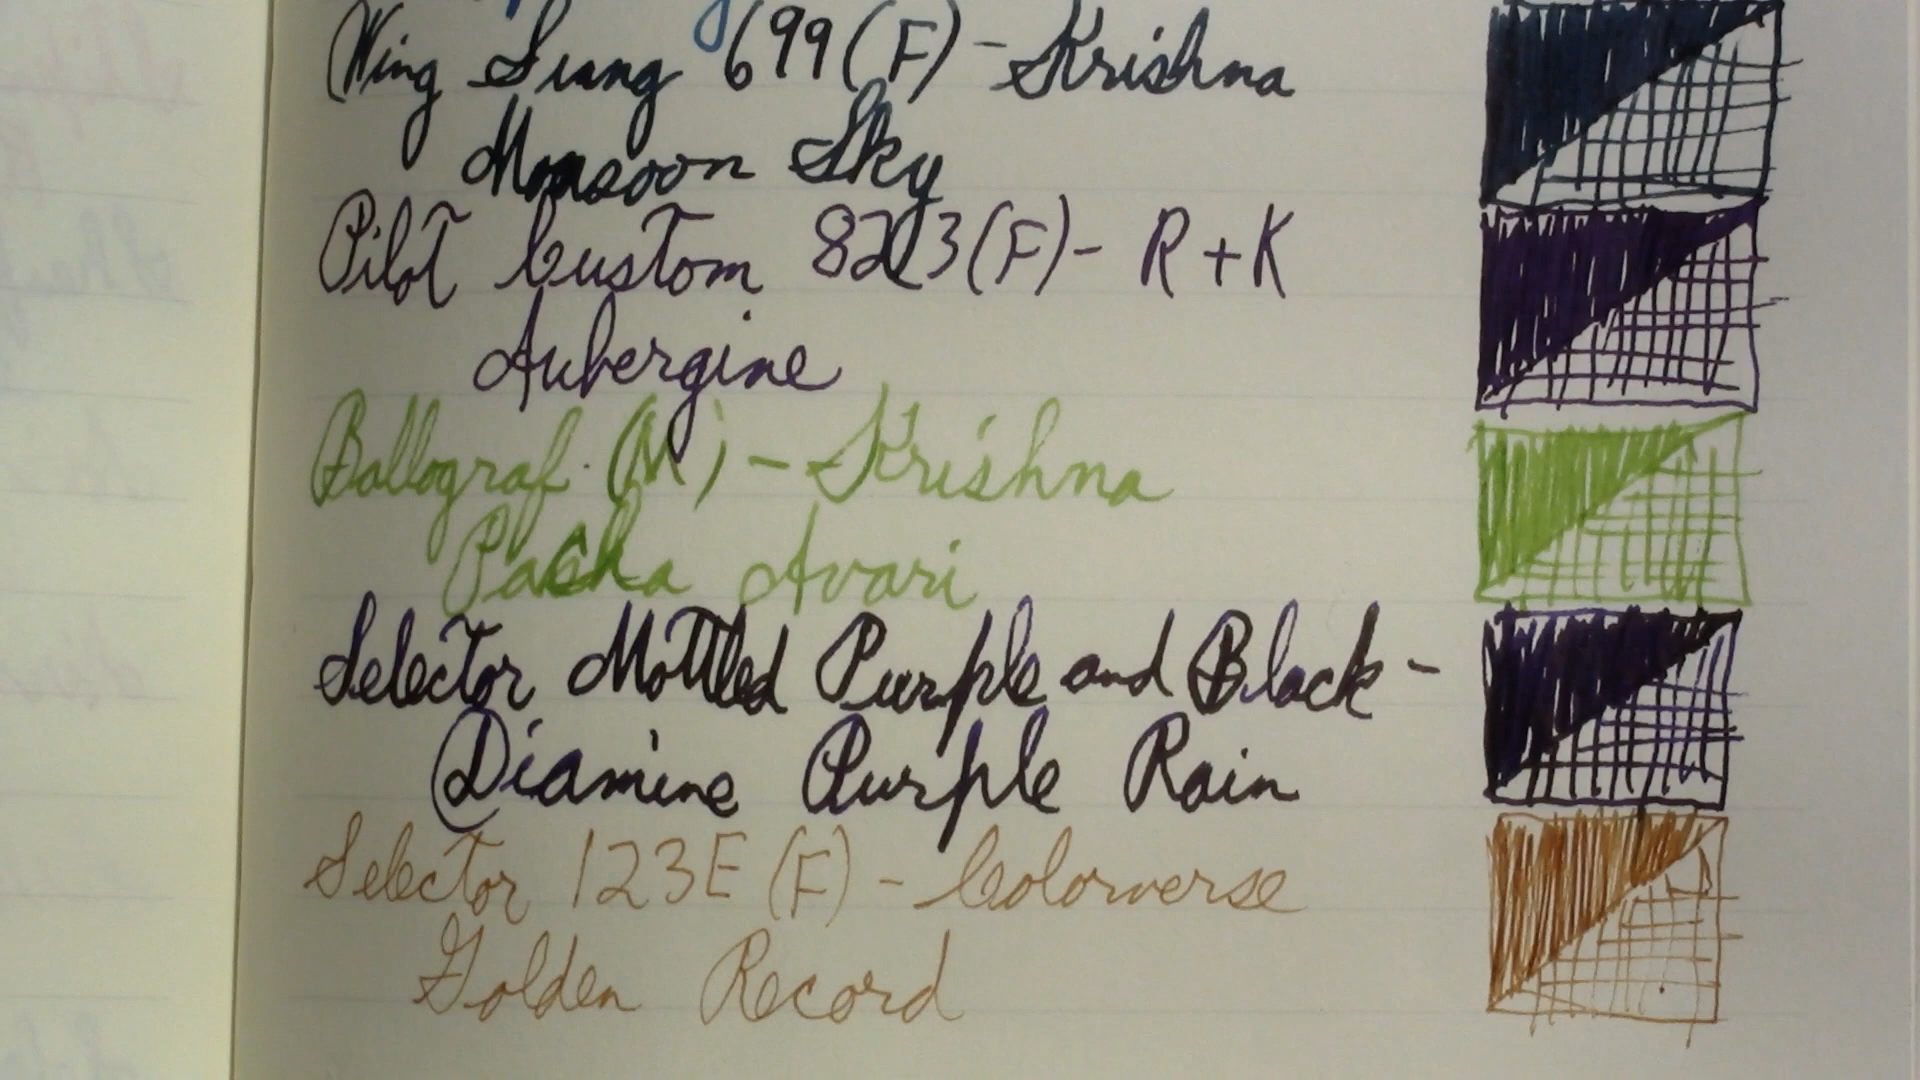 Wing Sung 699 (F) - Krishna
Monsoon Sky
Pilot Custom 823 (F) - R + K
Aubergine
Ballograf (M) - Krishna
Pacha Avari
Selector Mottled Purple and Black -
Diamine Purple Rain
Selector 123E (F) - Colorverse
Golden Record